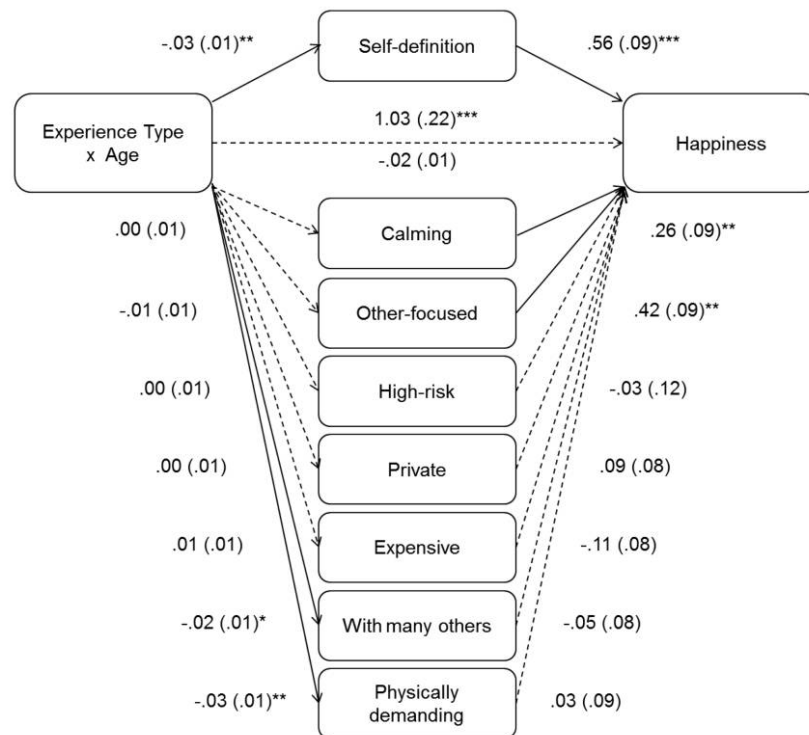 -.03 (.01)**
Self-definition
.56 (.09)***
Experience Type
x Age
1.03 (.22)***
-.02 (.01)
Happiness
.00 (.01)
Calming
.26 (.09)**
-.01 (.01)
Other-focused
.42 (.09)**
.00 (.01)
High-risk
-.03 (.12)
.00 (.01)
Private
.09 (.08)
.01 (.01)
Expensive
-.11 (.08)
-.02 (.01)*
With many others
-.05 (.08)
-.03 (.01)**
Physically
demanding
.03 (.09)